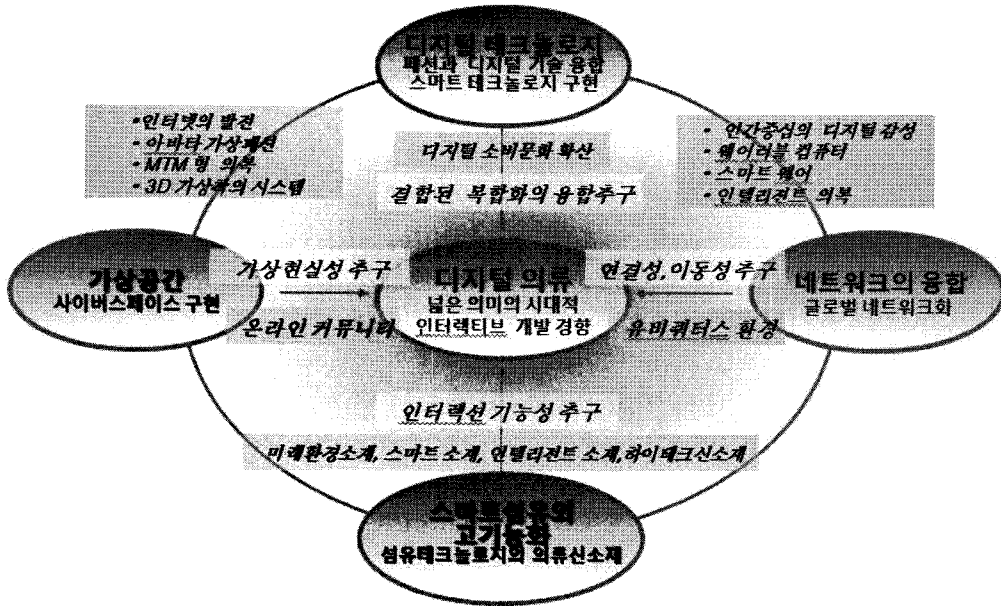 디지털 테크놀로지
패션과 디지털 기술 융합
스마트 테크놀로지 구현
•인터넷의 발전
•아바타 가상패션
•MTM 형 의복
•3D 가상착의 시스템
디지털 소비문화 확산
결합된 복합화의 융합추구
• 인간중심의 디지털 감성
• 웨어러블 컴퓨터
• 스마트 웨어
• 인텔리전트 의복
가상공간
사이버스페이스 구현
가상현실성 추구
온라인 커뮤니티
디지털 의류
넓은 의미의 시대적
인터렉티브 개발 경향
연결성,이동성 추구
유비쿼터스 환경
네트워크의 융합
글로벌 네트워크화
인터렉션 기능성 추구
미래환경소재, 스마트 소재, 인텔리전트 소재,하이테크신소재
스마트섬유의
고기능화
섬유테크놀로지의 의류신소재